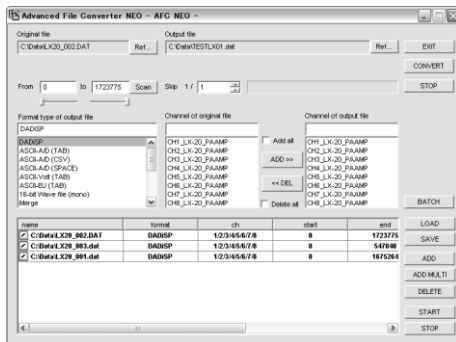 Advanced File Converter NEO - AFC NEO -
Original file
Output file
C:\Data\LX20_002.DAT Ref... C:\Data\TESTLX01.dat Ref... EXIT
CONVERT
From 0 to 1723775 Scan Skip 1 / 1 STOP
Format type of output file
Channel of original file
Channel of output file
DADiSP
DADiSP
ASCII-A/D (TAB)
ASCII-A/D (CSV)
ASCII-A/D (SPACE)
ASCII-Volt (TAB)
ASCII-EU (TAB)
16-bit Wave file (mono)
Merge
CH1_LX-20_PAAMP
CH2_LX-20_PAAMP
CH3_LX-20_PAAMP
CH4_LX-20_PAAMP
CH5_LX-20_PAAMP
CH6_LX-20_PAAMP
CH7_LX-20_PAAMP
CH8_LX-20_PAAMP
Add all
ADD >>
<< DEL
Delete all
CH1_LX-20_PAAMP
CH2_LX-20_PAAMP
CH3_LX-20_PAAMP
CH4_LX-20_PAAMP
CH5_LX-20_PAAMP
CH6_LX-20_PAAMP
CH7_LX-20_PAAMP
CH8_LX-20_PAAMP
BATCH
name format ch start end
C:\Data\LX20_002.DAT DADiSP 1/2/3/4/5/6/7/8 0 1723775
C:\Data\LX20_003.dat DADiSP 1/2/3/4/5/6/7/8 0 547840
C:\Data\LX20_001.dat DADiSP 1/2/3/4/5/6/7/8 0 1675264
LOAD
SAVE
ADD
ADD MULTI
DELETE
START
STOP